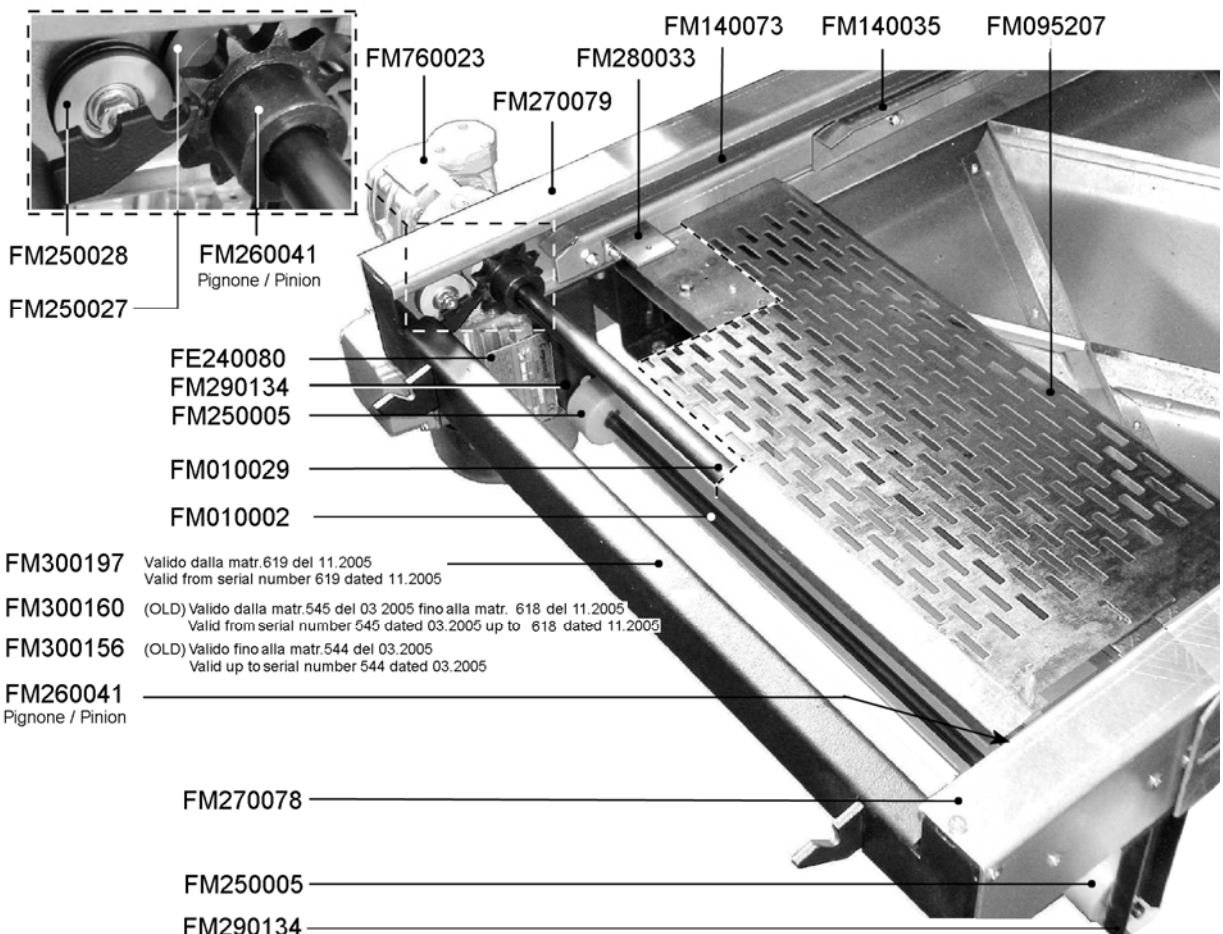 FM140073
FM140035
FM095207
FM760023
FM280033
FM270079
FM250028
FM260041
Pignone / Pinion
FM250027
FE240080
FM290134
FM250005
FM010029
FM010002
FM300197 Valido dalla matr.619 del 11.2005
Valid from serial number 619 dated 11.2005
FM300160 (OLD) Valido dalla matr.545 del 03 2005 fino alla matr. 618 del 11.2005
Valid from serial number 545 dated 03.2005 up to 618 dated 11.2005
FM300156 (OLD) Valido fino alla matr.544 del 03.2005
Valid up to serial number 544 dated 03.2005
FM260041
Pignone / Pinion
FM270078
FM250005
FM290134